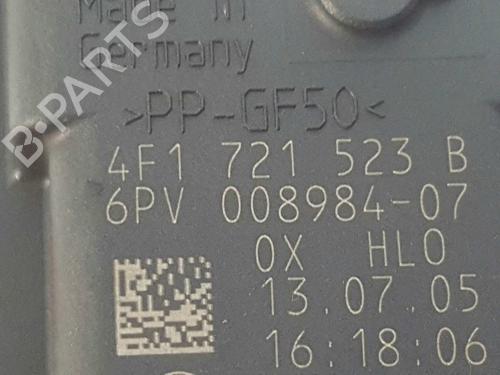 Made in
Germany
>PP-GF50<
4F1 721 523 B
6PV 008984-07
0X HL0
13.07.05
16:18:06
B-PARTS